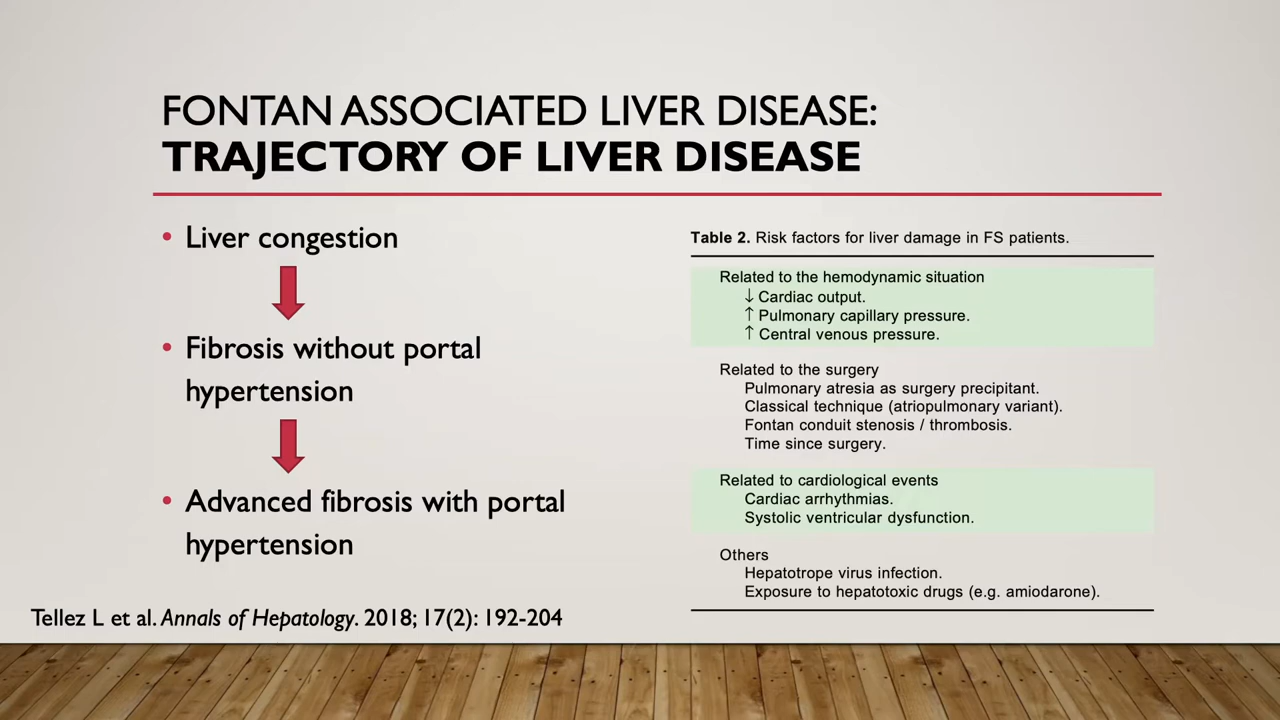 FONTAN ASSOCIATED LIVER DISEASE:
TRAJECTORY OF LIVER DISEASE
• Liver congestion
• Fibrosis without portal
hypertension
• Advanced fibrosis with portal
hypertension
Tellez L et al. Annals of Hepatology. 2018; 17(2): 192-204
Table 2. Risk factors for liver damage in FS patients.
Related to the hemodynamic situation
↓ Cardiac output.
↑ Pulmonary capillary pressure.
↑ Central venous pressure.
Related to the surgery
Pulmonary atresia as surgery precipitant.
Classical technique (atriopulmonary variant).
Fontan conduit stenosis / thrombosis.
Time since surgery.
Related to cardiological events
Cardiac arrhythmias.
Systolic ventricular dysfunction.
Others
Hepatotrope virus infection.
Exposure to hepatotoxic drugs (e.g. amiodarone).